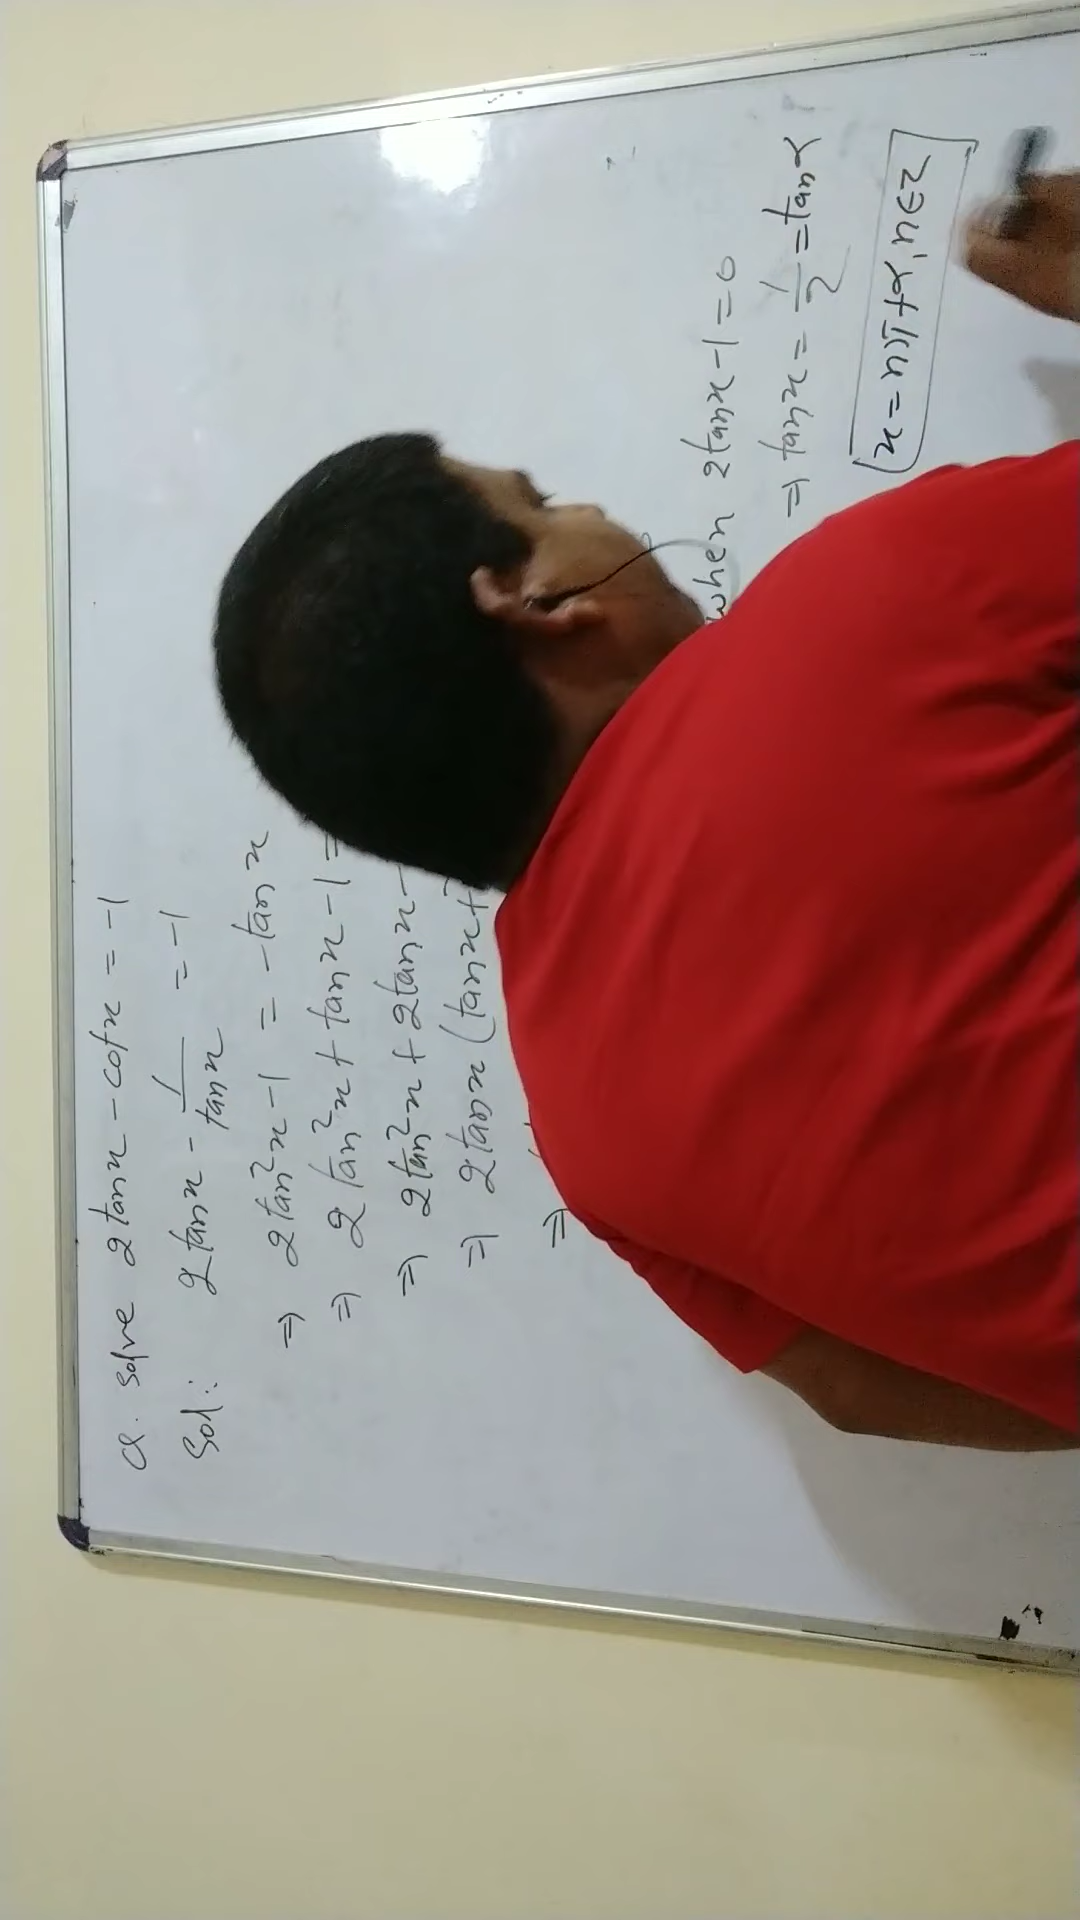 Q. Solve 2tanx - cotx = -1
Sol: 2tanx - 1/tanx = -1
⇒ 2tan²x - 1 = -tanx
⇒ 2tan²x + tanx - 1 =
⇒ 2tan²x + 2tanx -
⇒ 2tanx (tanx +
⇒
when 2tanx - 1 = 0
⇒ tanx = 1/2 = tanα
x = nπ + α, n∈Z